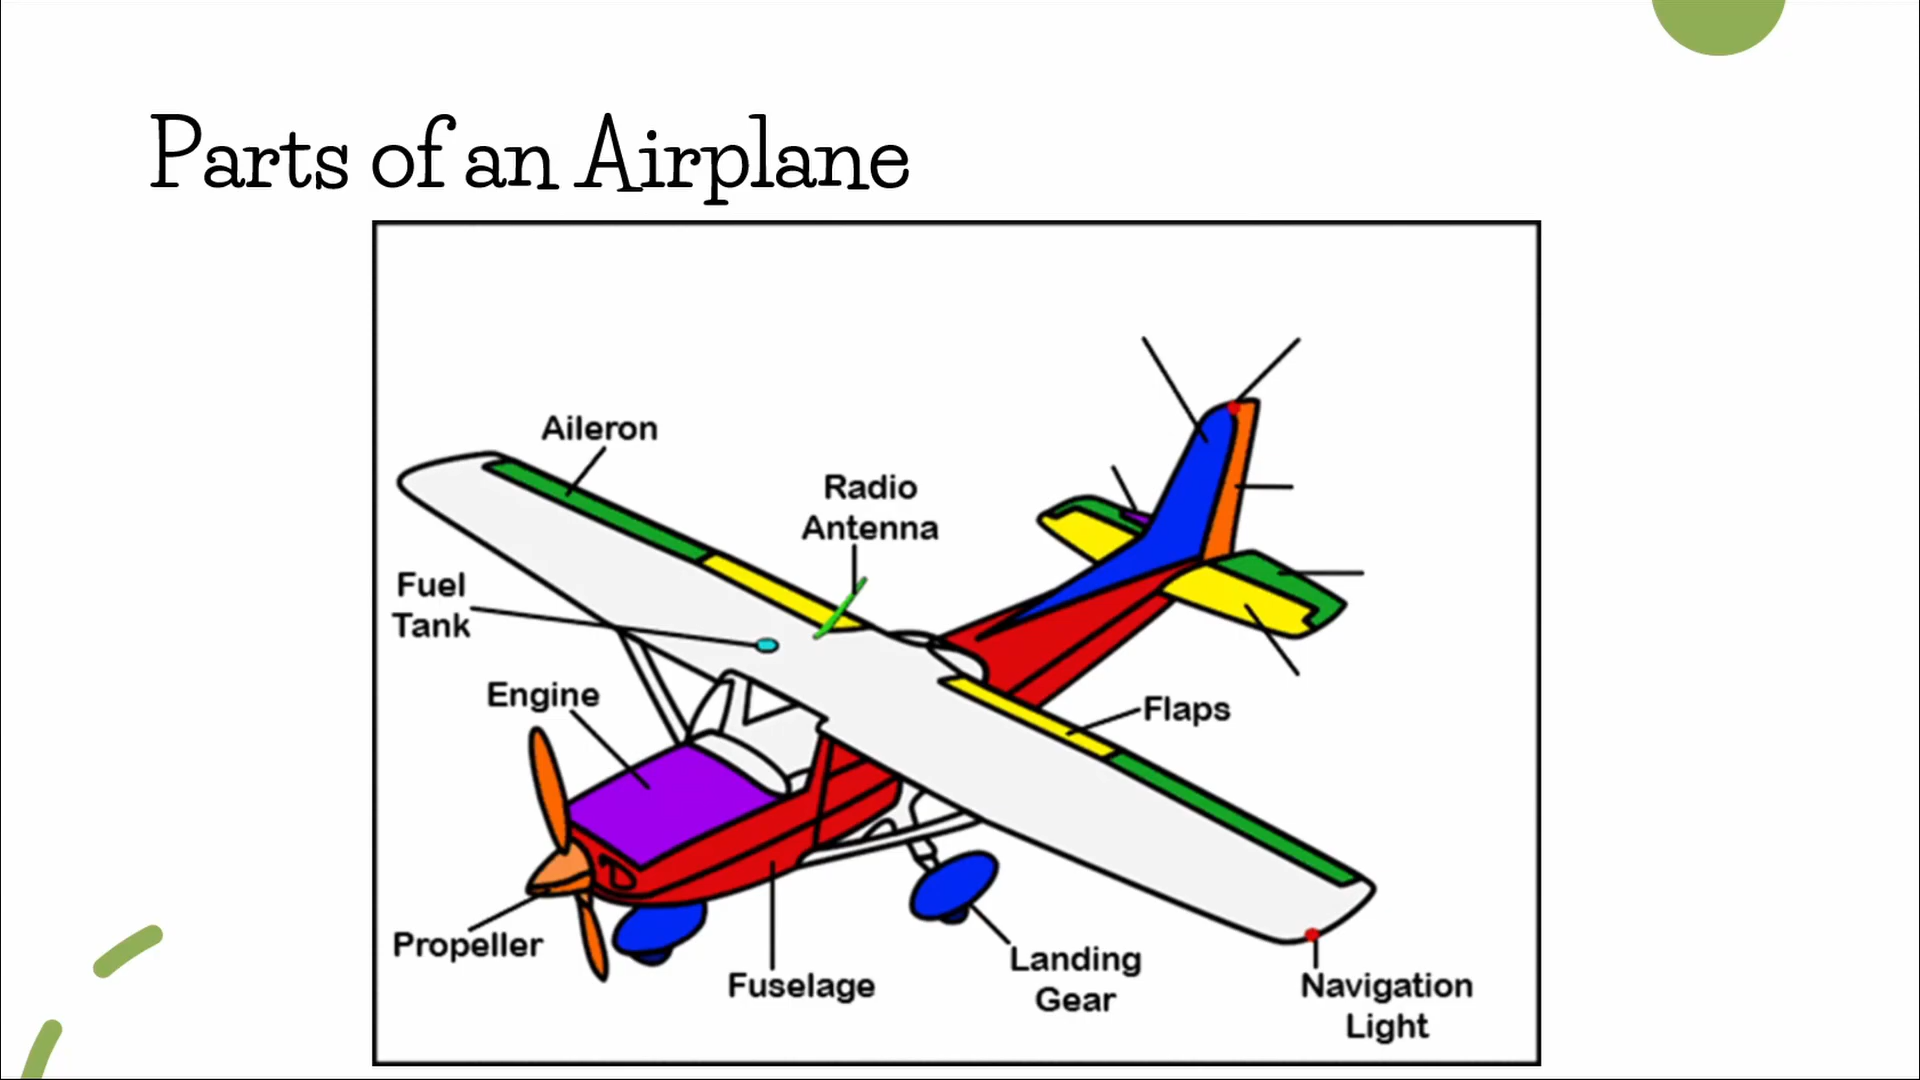 Parts of an Airplane
Aileron
Radio
Antenna
Fuel
Tank
Engine
Flaps
Propeller
Fuselage
Landing
Gear
Navigation
Light